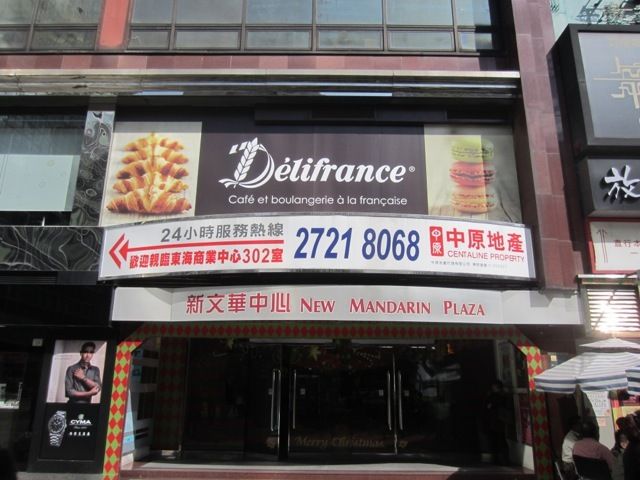 Délifrance®
Café et boulangerie à la française
24小時服務熱線
歡迎親臨東海商業中心302室
2721 8068
中原
中原地產
CENTALINE PROPERTY
新文華中心 NEW MANDARIN PLAZA
Merry Christmas
CYMA
放